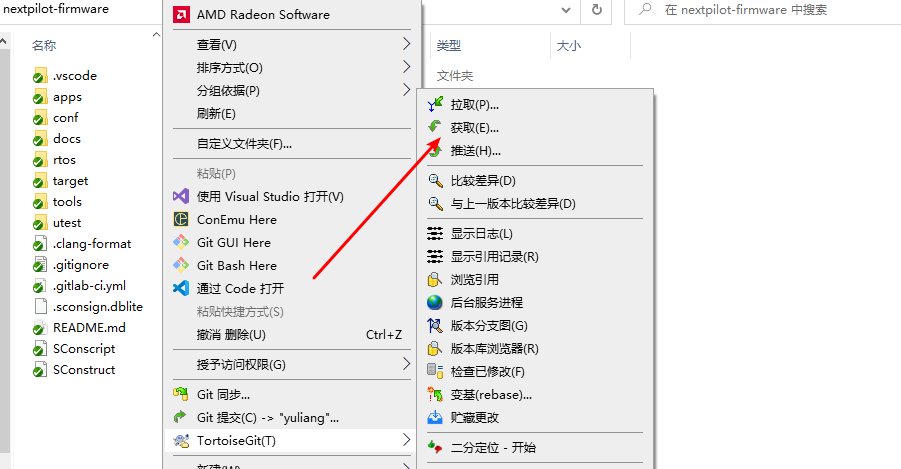 nextpilot-firmware
在 nextpilot-firmware 中搜索
名称
类型
大小
文件夹
.vscode
apps
conf
docs
rtos
target
tools
utest
.clang-format
.gitignore
.gitlab-ci.yml
.sconsign.dblite
README.md
SConscript
SConstruct
AMD Radeon Software
查看(V)
排序方式(O)
分组依据(P)
刷新(E)
自定义文件夹(F)...
粘贴(P)
使用 Visual Studio 打开(V)
ConEmu Here
Git GUI Here
Git Bash Here
通过 Code 打开
粘贴快捷方式(S)
撤消 删除(U) Ctrl+Z
授予访问权限(G)
Git 同步...
Git 提交(C) -> "yuliang"...
TortoiseGit(T)
新建(W)
拉取(P)...
获取(E)...
推送(H)...
比较差异(D)
与上一版本比较差异(D)
显示日志(L)
显示引用记录(R)
浏览引用
后台服务进程
版本分支图(G)
版本库浏览器(R)
检查已修改(F)
变基(rebase)...
贮藏更改
二分定位 - 开始